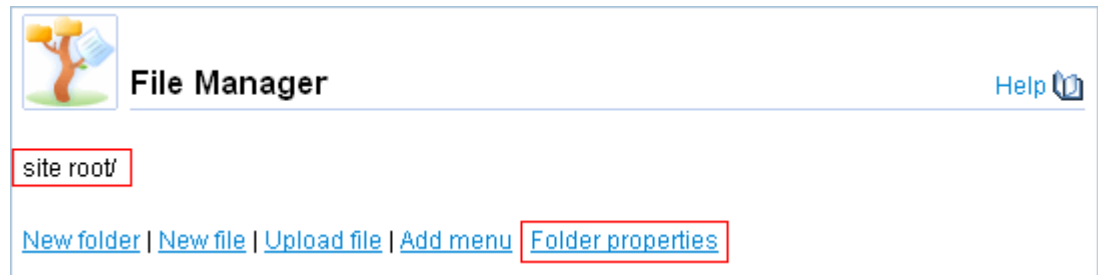 File Manager
Help
site root/
New folder | New file | Upload file | Add menu Folder properties